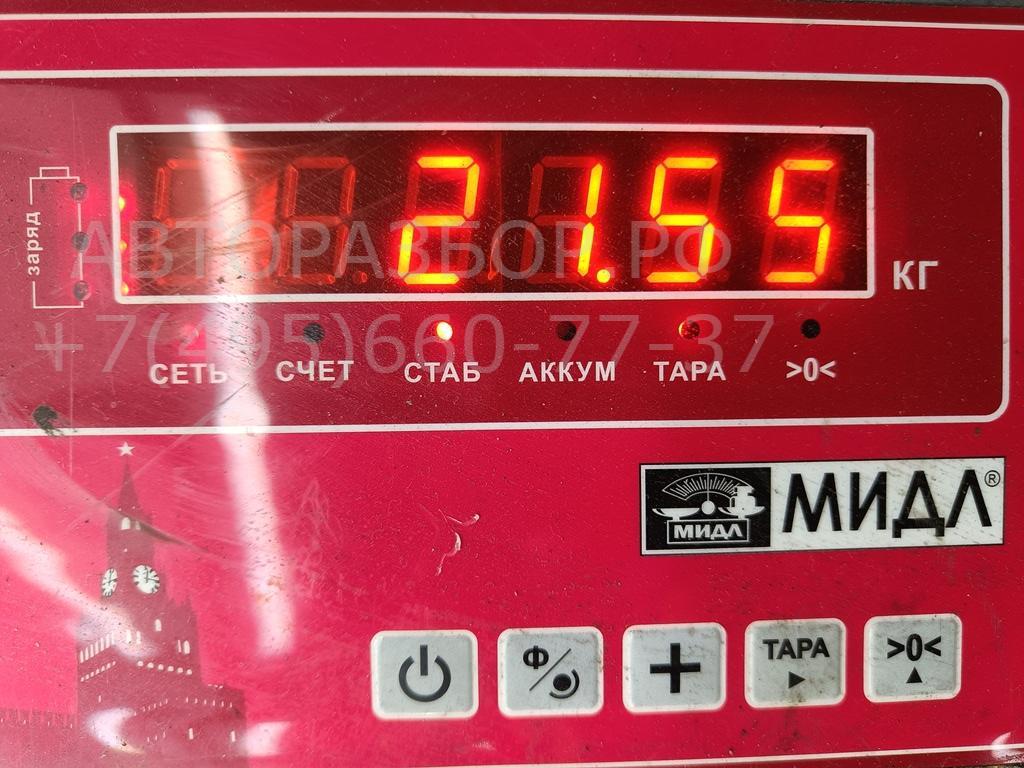 заряд
21.55
КГ
АВТОРАЗБОР.РФ
+7(495)660-77-37
СЕТЬ СЧЕТ СТАБ АККУМ ТАРА >0<
МИДЛ МИДЛ®
Ф ТАРА >0<